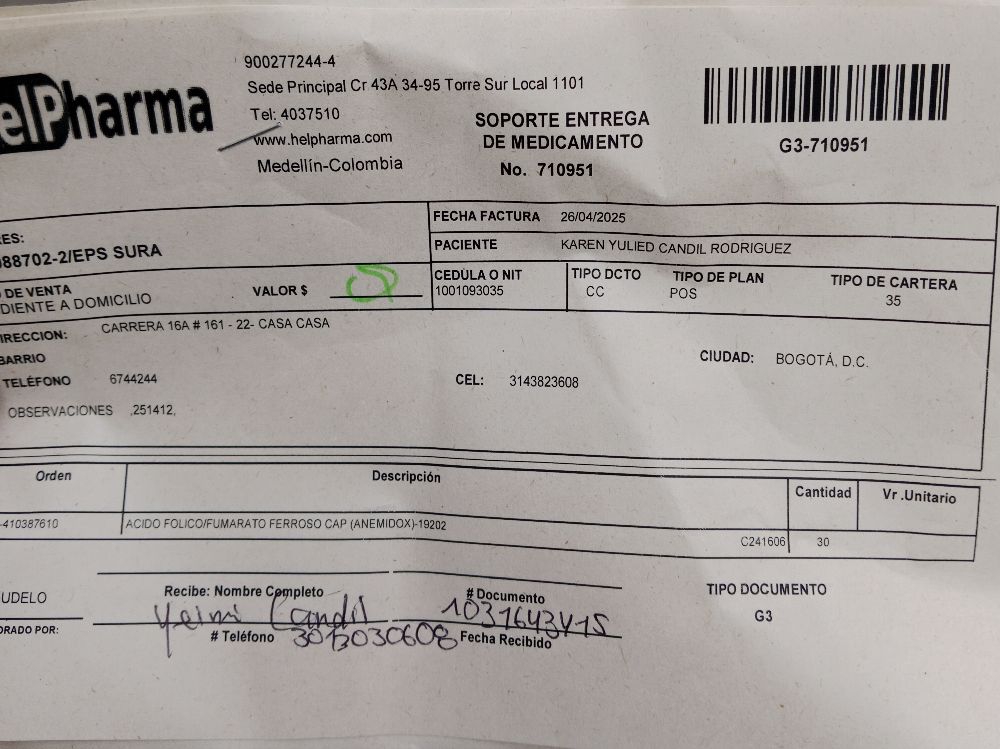 elPharma
900277244-4
Sede Principal Cr 43A 34-95 Torre Sur Local 1101
Tel: 4037510
www.helpharma.com
Medellín-Colombia
SOPORTE ENTREGA
DE MEDICAMENTO
No. 710951
G3-710951
ES:
88702-2/EPS SURA
FECHA FACTURA 26/04/2025
PACIENTE KAREN YULIED CANDIL RODRIGUEZ
DE VENTA
DIENTE A DOMICILIO
VALOR $
CEDULA O NIT
1001093035
TIPO DCTO
CC
TIPO DE PLAN
POS
TIPO DE CARTERA
35
IRECCION: CARRERA 16A # 161 - 22- CASA CASA
BARRIO
CIUDAD: BOGOTÁ, D.C.
TELÉFONO 6744244
CEL: 3143823608
OBSERVACIONES ,251412,
Orden Descripción Cantidad Vr .Unitario
-410387610 ACIDO FOLICO/FUMARATO FERROSO CAP (ANEMIDOX)-19202
C241606 30
UDELO
ORADO POR:
Recibe: Nombre Completo
Yeimi Candil
# Documento
1031643415
# Teléfono 3013030608
Fecha Recibido
TIPO DOCUMENTO
G3